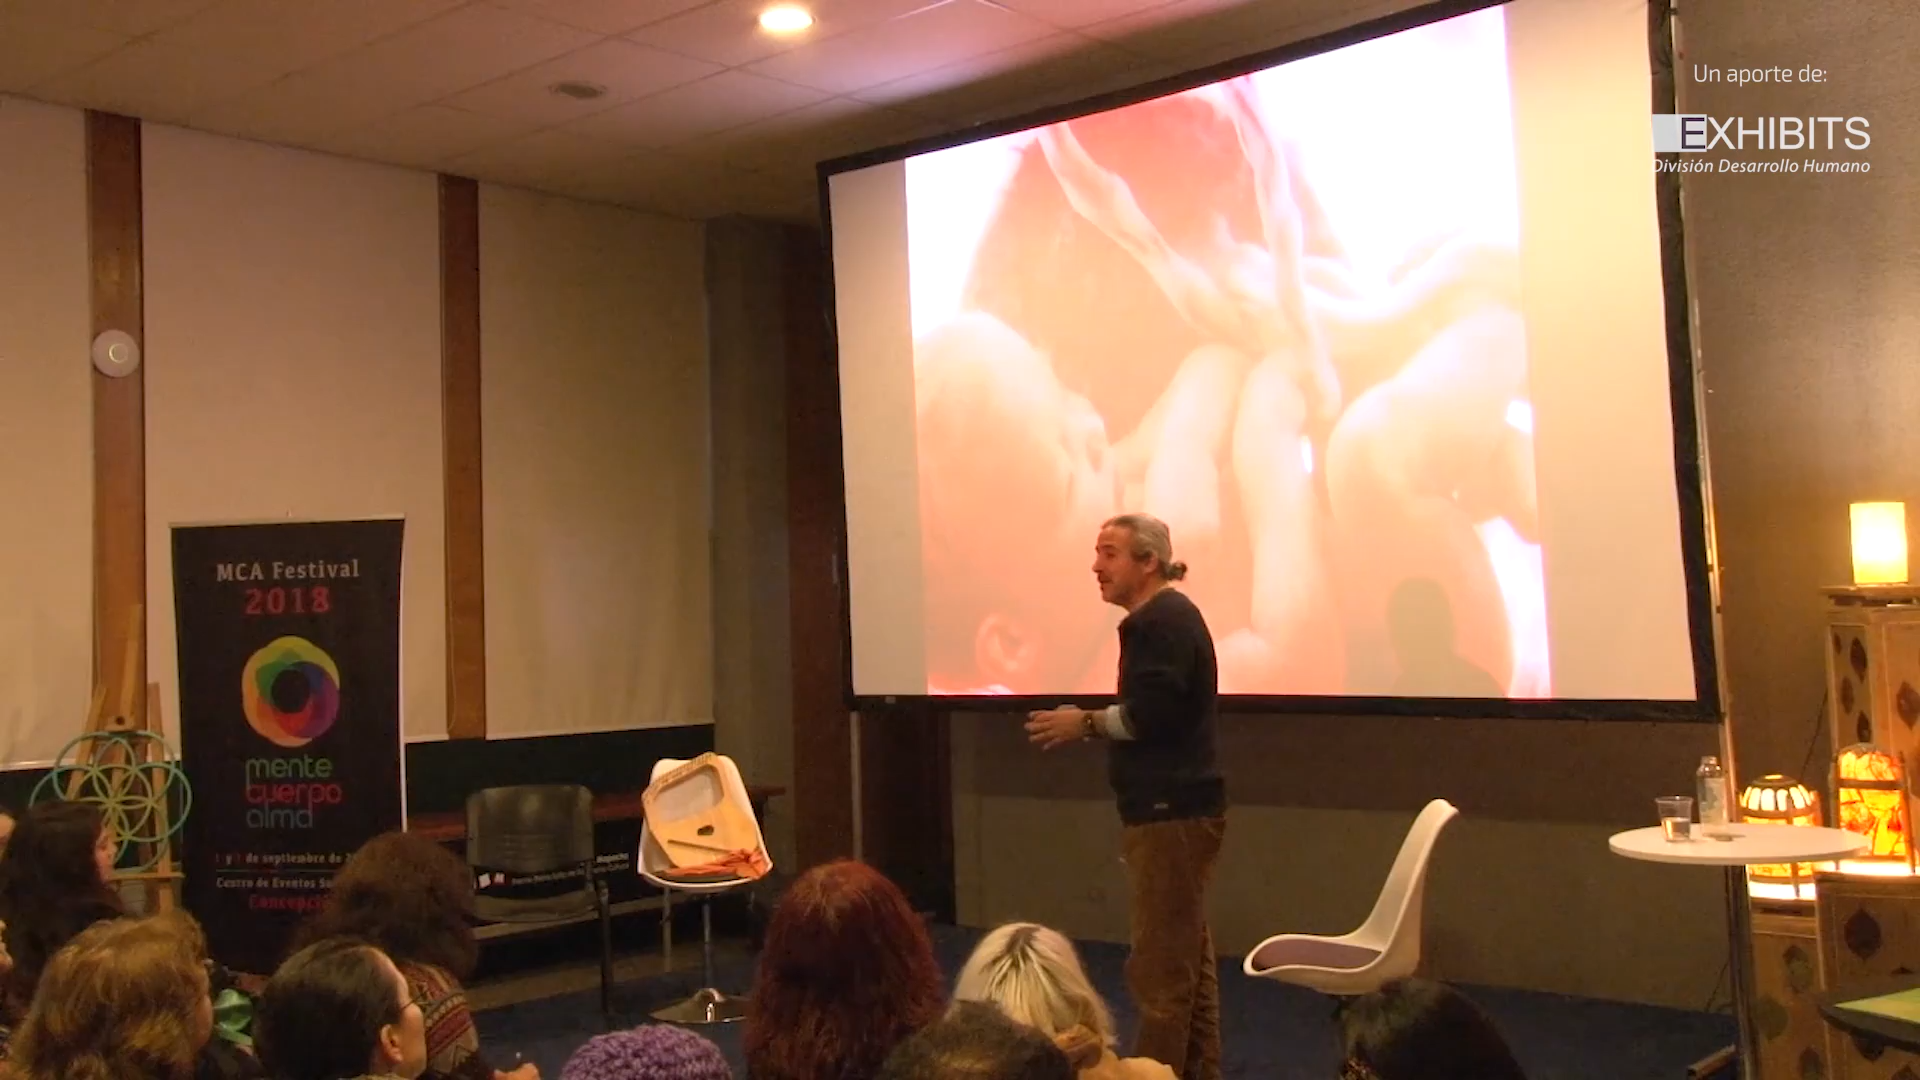 Un aporte de:
EXHIBITS
División Desarrollo Humano
MCA Festival
2018
mente
cuerpo
alma
de septiembre de
Centro de Eventos